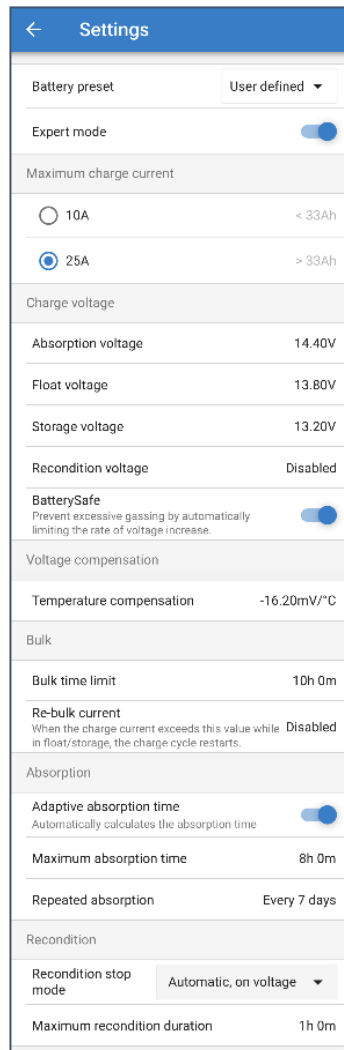 Settings
Battery preset User defined
Expert mode
Maximum charge current
10A < 33Ah
25A > 33Ah
Charge voltage
Absorption voltage 14.40V
Float voltage 13.80V
Storage voltage 13.20V
Recondition voltage Disabled
BatterySafe
Prevent excessive gassing by automatically
limiting the rate of voltage increase.
Voltage compensation
Temperature compensation -16.20mV/°C
Bulk
Bulk time limit 10h 0m
Re-bulk current
When the charge current exceeds this value while Disabled
in float/storage, the charge cycle restarts.
Absorption
Adaptive absorption time
Automatically calculates the absorption time
Maximum absorption time 8h 0m
Repeated absorption Every 7 days
Recondition
Recondition stop
mode Automatic, on voltage
Maximum recondition duration 1h 0m